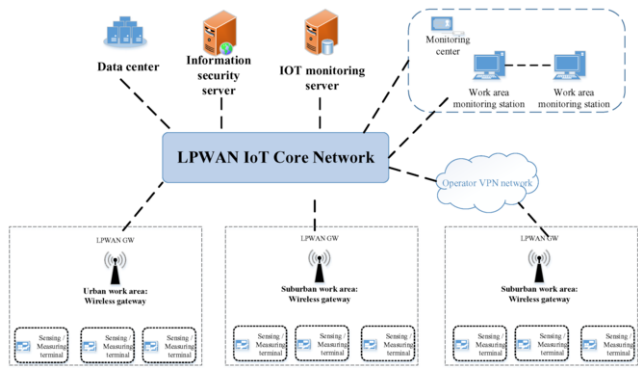 Data center
Information
security
server
IOT monitoring
server
Monitoring
center
Work area
monitoring station
Work area
monitoring station
LPWAN IoT Core Network
Operator VPN network
LPWAN GW
Urban work area:
Wireless gateway
Sensing /
Measuring
terminal
Sensing /
Measuring
terminal
Sensing /
Measuring
terminal
LPWAN GW
Suburban work area:
Wireless gateway
Sensing /
Measuring
terminal
Sensing /
Measuring
terminal
Sensing /
Measuring
terminal
LPWAN GW
Suburban work area:
Wireless gateway
Sensing /
Measuring
terminal
Sensing /
Measuring
terminal
Sensing /
Measuring
terminal